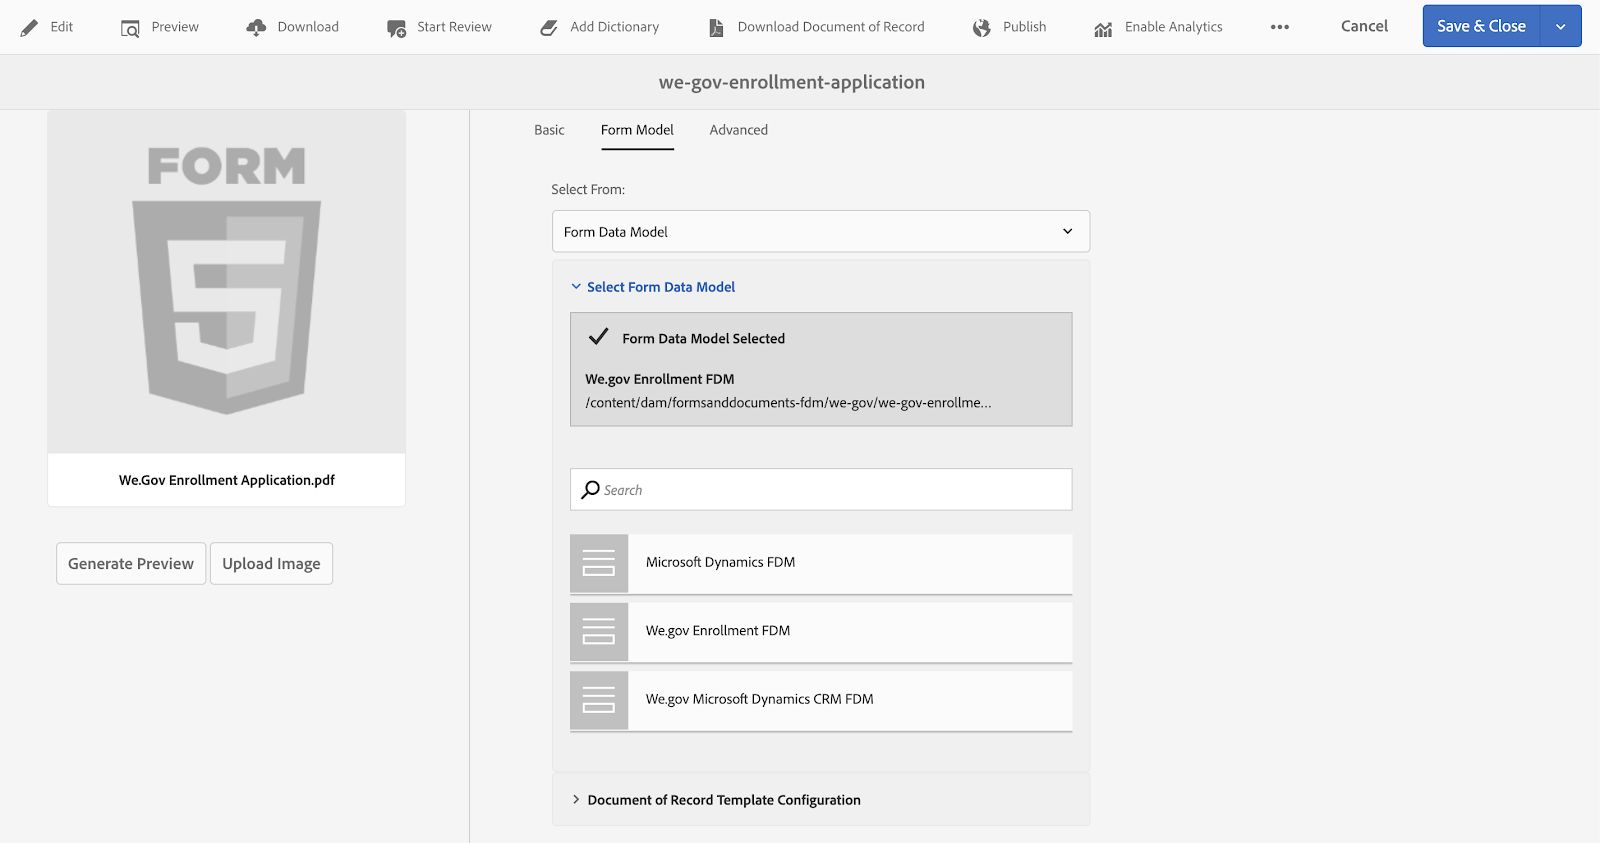 Edit Preview Download Start Review Add Dictionary Download Document of Record Publish Enable Analytics ••• Cancel Save & Close
we-gov-enrollment-application
FORM
5
We.Gov Enrollment Application.pdf
Generate Preview Upload Image
Basic Form Model Advanced
Select From:
Form Data Model
Select Form Data Model
Form Data Model Selected
We.gov Enrollment FDM
/content/dam/formsanddocuments-fdm/we-gov/we-gov-enrollme...
Search
Microsoft Dynamics FDM
We.gov Enrollment FDM
We.gov Microsoft Dynamics CRM FDM
Document of Record Template Configuration